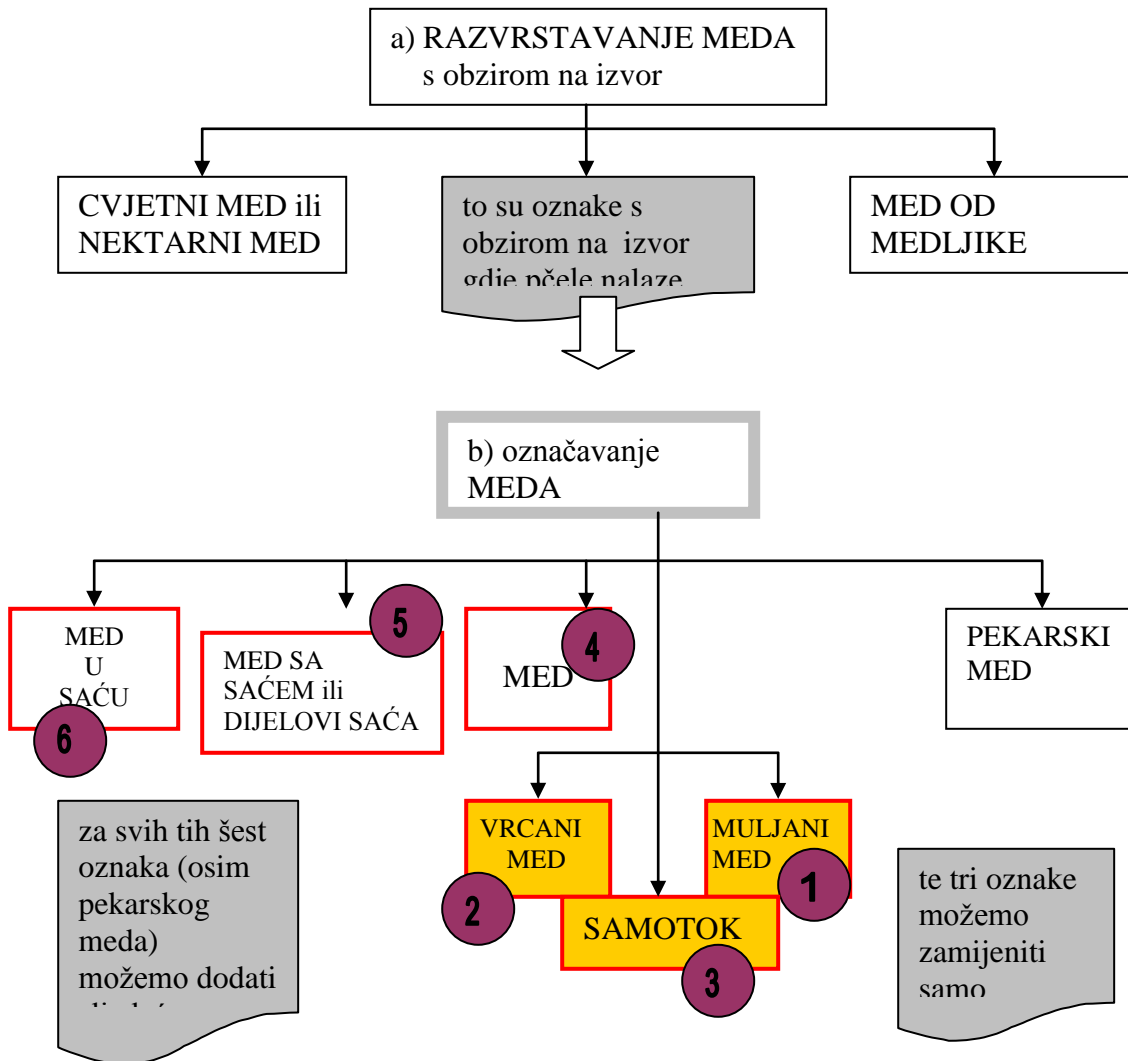 a) RAZVRSTAVANJE MEDA
s obzirom na izvor
CVJETNI MED ili
NEKTARNI MED
to su oznake s
obzirom na izvor
gdje pčele nalaze
MED OD
MEDLJIKE
b) označavanje
MEDA
MED
U
SAĆU
6
MED SA
SAĆEM ili
DIJELOVI SAĆA
5
MED
4
PEKARSKI
MED
VRCANI
MED
2
MULJANI
MED
1
SAMOTOK
3
za svih tih šest
oznaka (osim
pekarskog
meda)
možemo dodati
te tri oznake
možemo
zamijeniti
samo